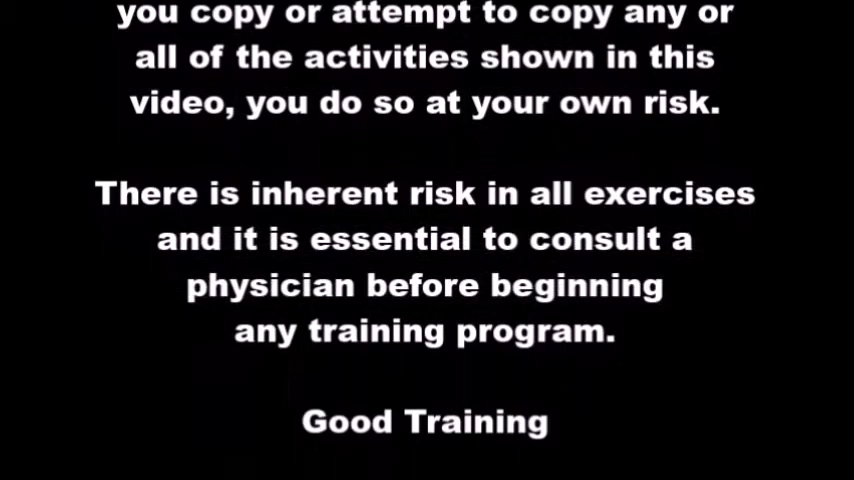 you copy or attempt to copy any or
all of the activities shown in this
video, you do so at your own risk.
There is inherent risk in all exercises
and it is essential to consult a
physician before beginning
any training program.
Good Training